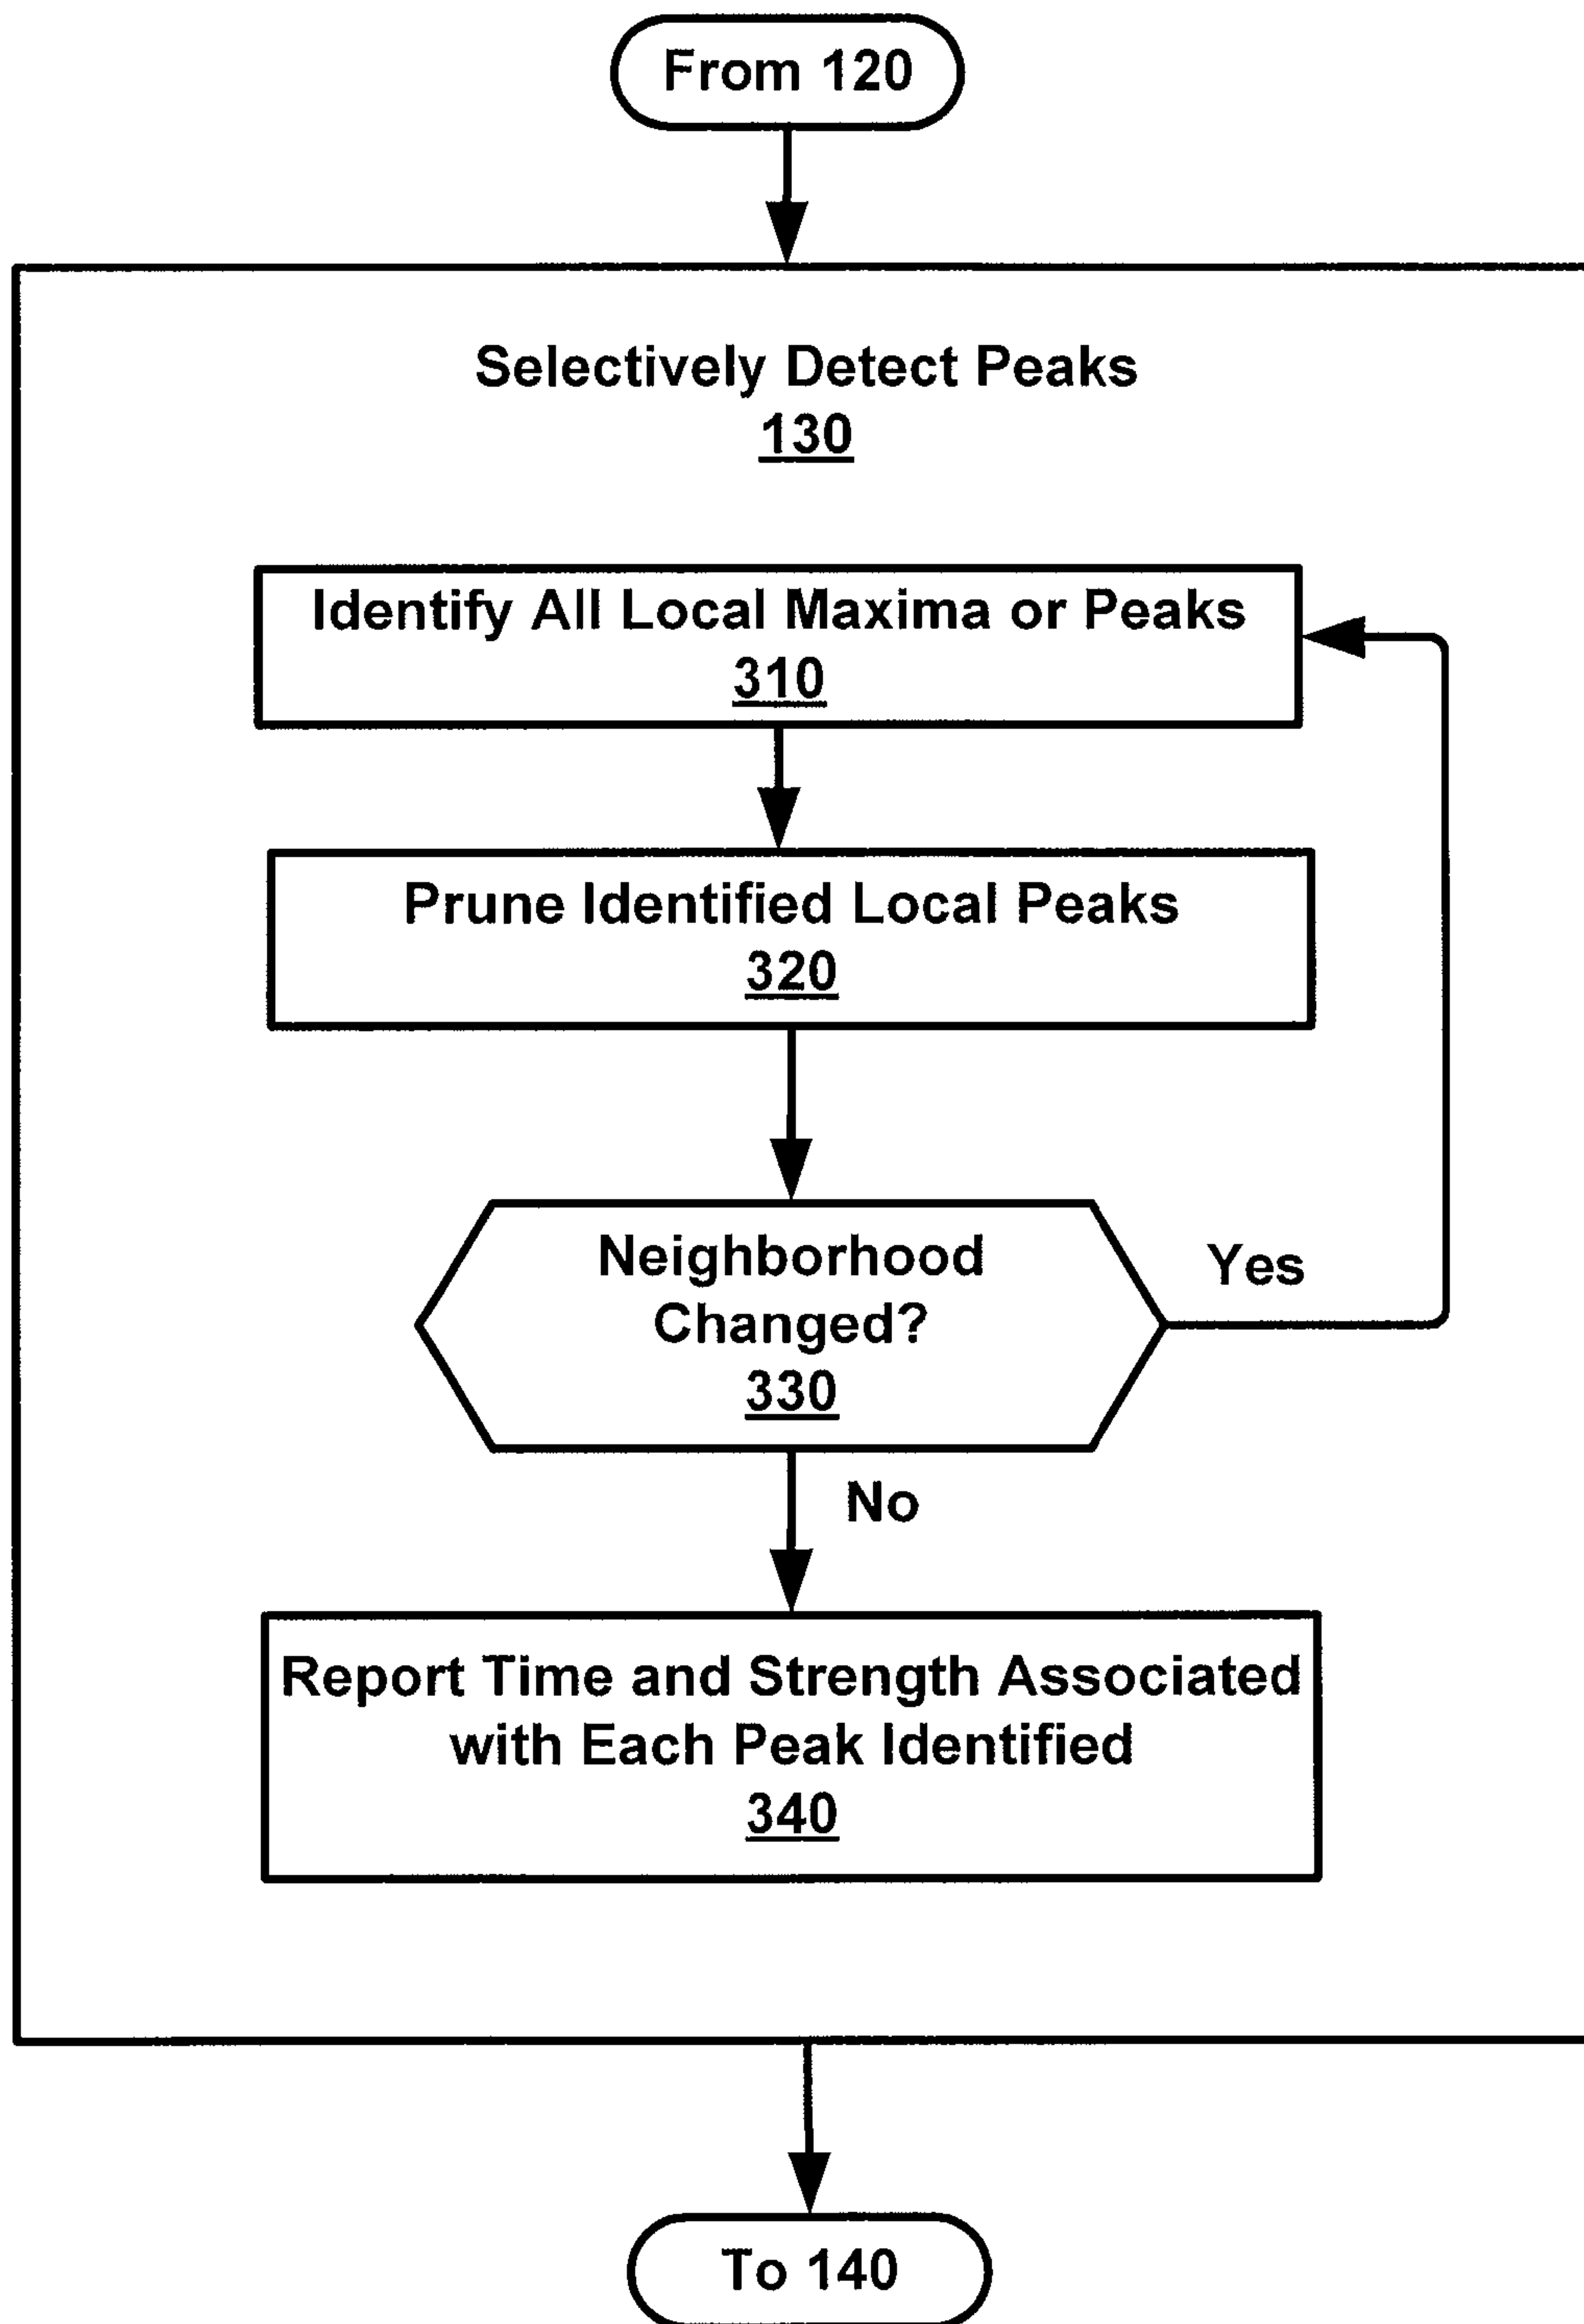 From 120
Selectively Detect Peaks
130
Identify All Local Maxima or Peaks
310
Prune Identified Local Peaks
320
Neighborhood
Changed?
330
Yes
No
Report Time and Strength Associated
with Each Peak Identified
340
To 140